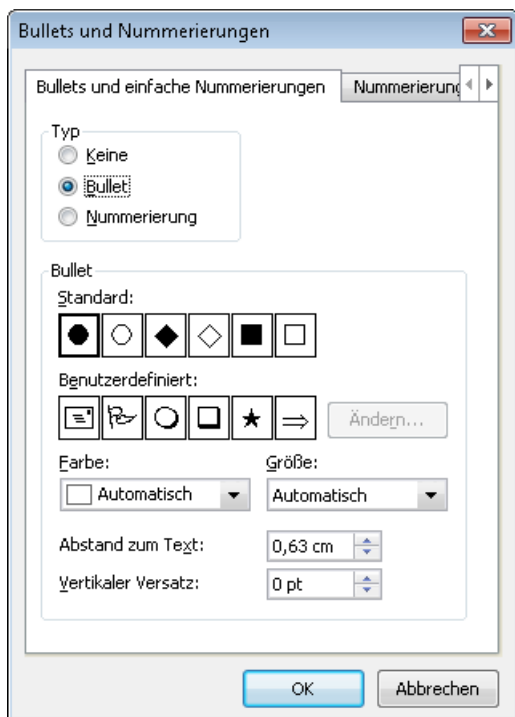 Bullets und Nummerierungen
Bullets und einfache Nummerierungen Nummerierung
Typ
Keine
Bullet
Nummerierung
Bullet
Standard:
Benutzerdefiniert:
Ändern...
Farbe: Größe:
Automatisch Automatisch
Abstand zum Text: 0,63 cm
Vertikaler Versatz: 0 pt
OK Abbrechen